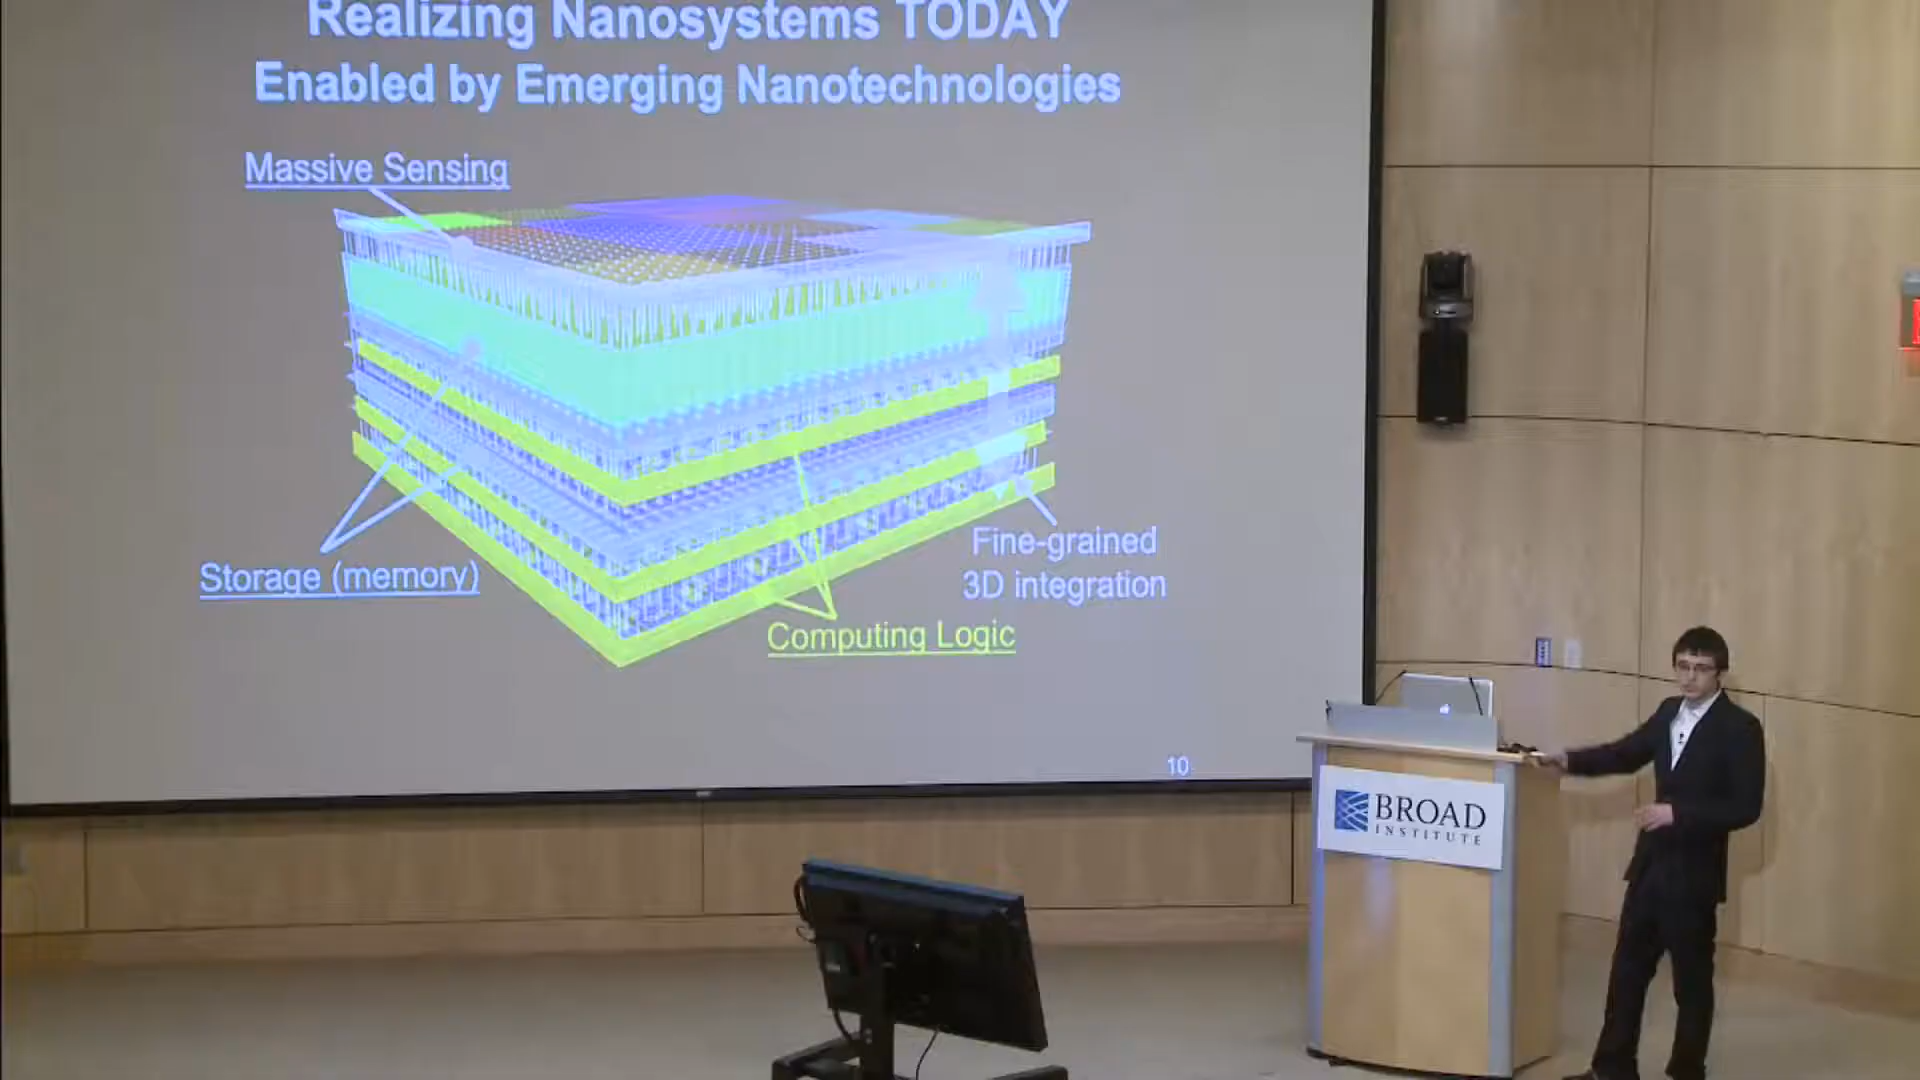 Realizing Nanosystems TODAY
Enabled by Emerging Nanotechnologies
Massive Sensing
Fine-grained
3D integration
Storage (memory)
Computing Logic
10
BROAD
INSTITUTE